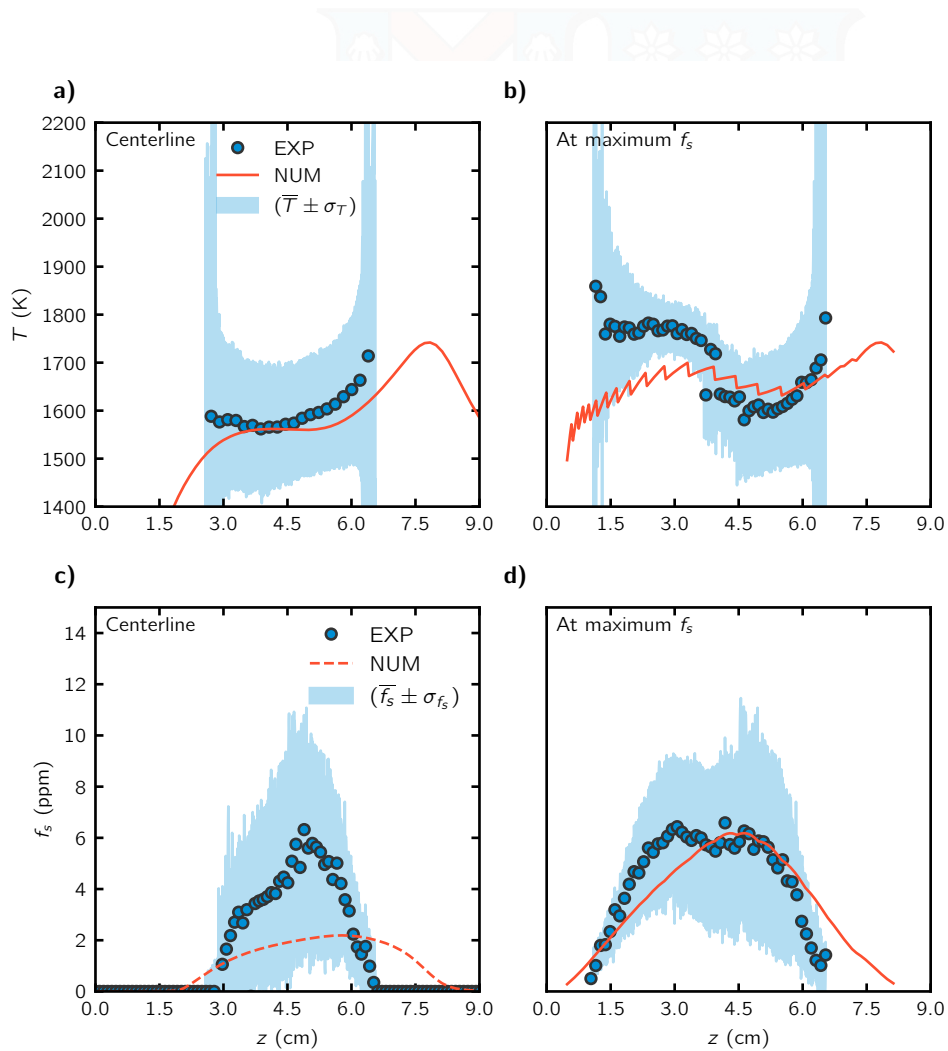 a)
b)
Centerline
EXP
NUM
(T̅ ± σ_T)
At maximum f_s
T (K)
2200
2100
2000
1900
1800
1700
1600
1500
1400
0.0 1.5 3.0 4.5 6.0 7.5 9.0
0.0 1.5 3.0 4.5 6.0 7.5 9.0
c)
d)
Centerline
EXP
NUM
(f̅_s ± σ_{f_s})
At maximum f_s
f_s (ppm)
14
12
10
8
6
4
2
0
0.0 1.5 3.0 4.5 6.0 7.5 9.0
0.0 1.5 3.0 4.5 6.0 7.5 9.0
z (cm)
z (cm)